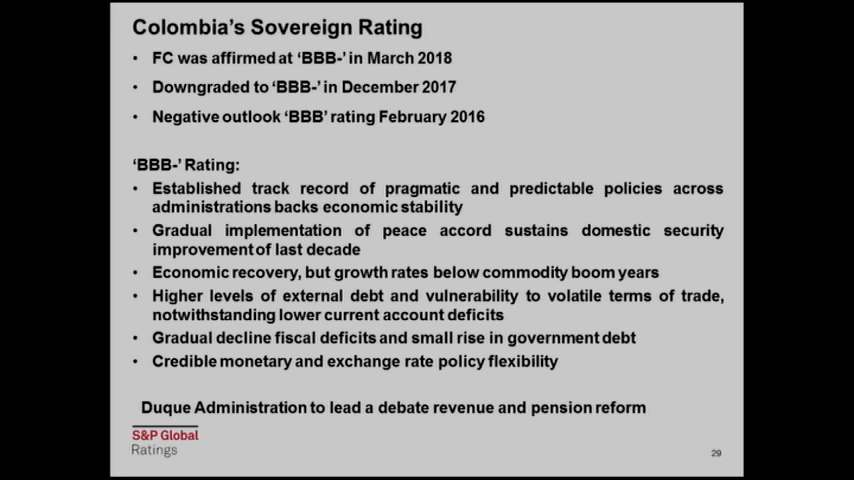 Colombia's Sovereign Rating
• FC was affirmed at 'BBB-' in March 2018
• Downgraded to 'BBB-' in December 2017
• Negative outlook 'BBB' rating February 2016
'BBB-' Rating:
• Established track record of pragmatic and predictable policies across
administrations backs economic stability
• Gradual implementation of peace accord sustains domestic security
improvement of last decade
• Economic recovery, but growth rates below commodity boom years
• Higher levels of external debt and vulnerability to volatile terms of trade,
notwithstanding lower current account deficits
• Gradual decline fiscal deficits and small rise in government debt
• Credible monetary and exchange rate policy flexibility
Duque Administration to lead a debate revenue and pension reform
S&P Global
Ratings
29